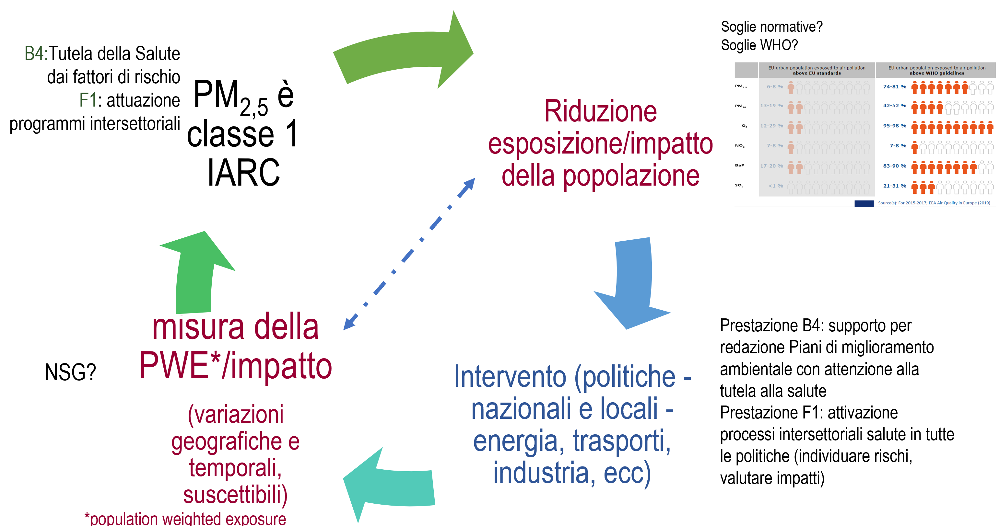 B4:Tutela della Salute
dai fattori di rischio
F1: attuazione
programmi intersettoriali
PM2,5 è
classe 1
IARC
Riduzione
esposizione/impatto
della popolazione
Soglie normative?
Soglie WHO?
EU urban population exposed to air pollution
above EU standards
EU urban population exposed to air pollution
above WHO guidelines
PM2.5 6-8 % 74-81 %
PM10 13-19 % 42-52 %
O3 12-29 % 95-98 %
NO2 7-8 % 7-8 %
BaP 17-20 % 83-90 %
SO2 <1 % 21-31 %
Source(s): For 2015-2017; EEA Air Quality in Europe (2019)
Intervento (politiche -
nazionali e locali -
energia, trasporti,
industria, ecc)
Prestazione B4: supporto per
redazione Piani di miglioramento
ambientale con attenzione alla
tutela alla salute
Prestazione F1: attivazione
processi intersettoriali salute in tutte
le politiche (individuare rischi,
valutare impatti)
misura della
PWE*/impatto
(variazioni
geografiche e
temporali,
suscettibili)
*population weighted exposure
NSG?